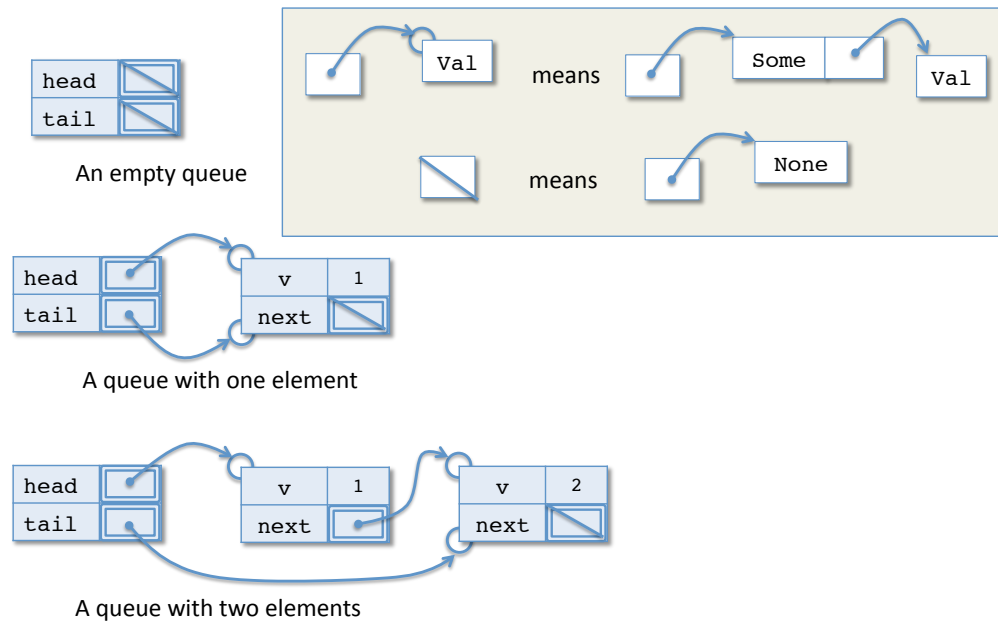 head
tail
An empty queue
Val means Some Val
means None
head
tail
v 1
next
A queue with one element
head
tail
v 1
next
v 2
next
A queue with two elements